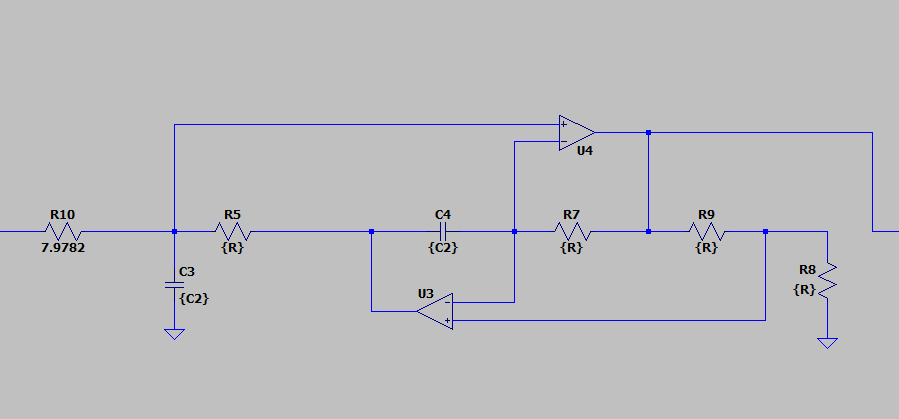 U4
R10
R5
C4
R7
R9
7.9782
{R}
{C2}
{R}
{R}
C3
{C2}
R8
{R}
U3